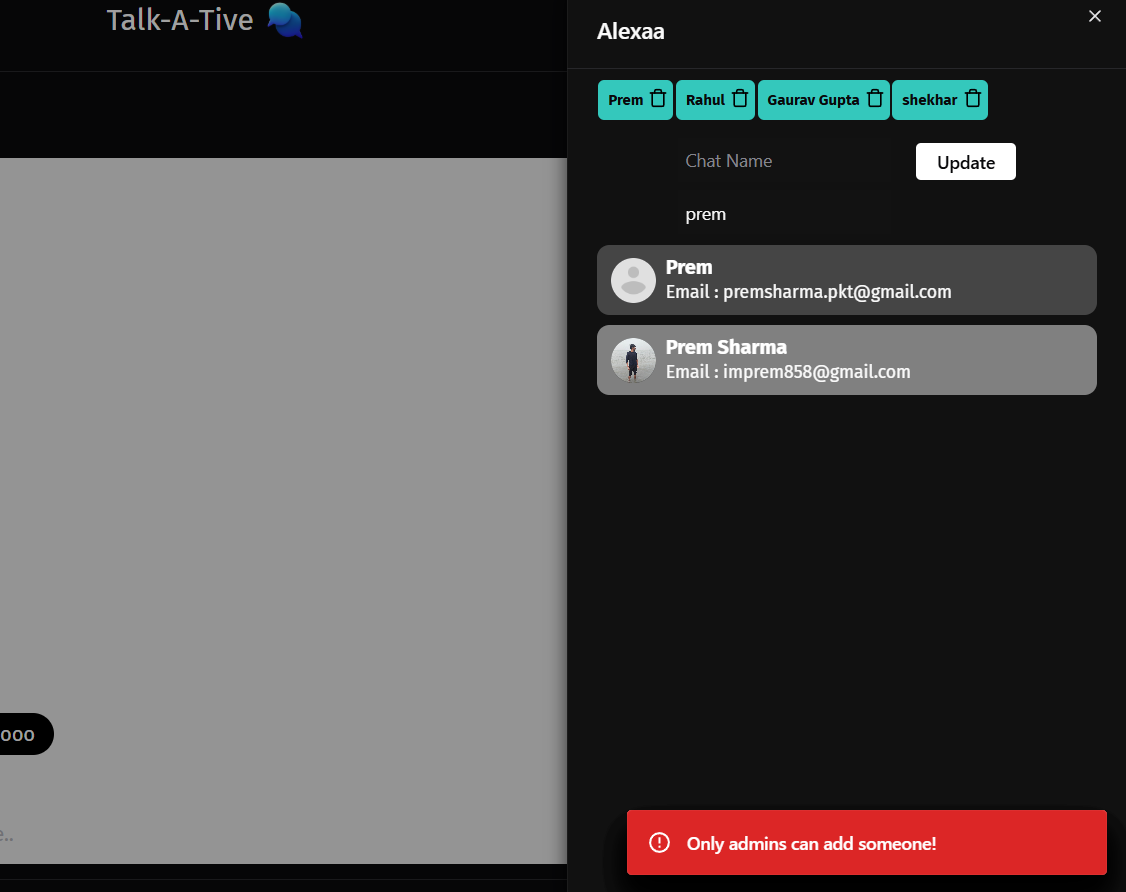 Talk-A-Tive
Alexaa
Prem
Rahul
Gaurav Gupta
shekhar
Chat Name
Update
prem
Prem
Email : premsharma.pkt@gmail.com
Prem Sharma
Email : imprem858@gmail.com
ooo
e..
Only admins can add someone!